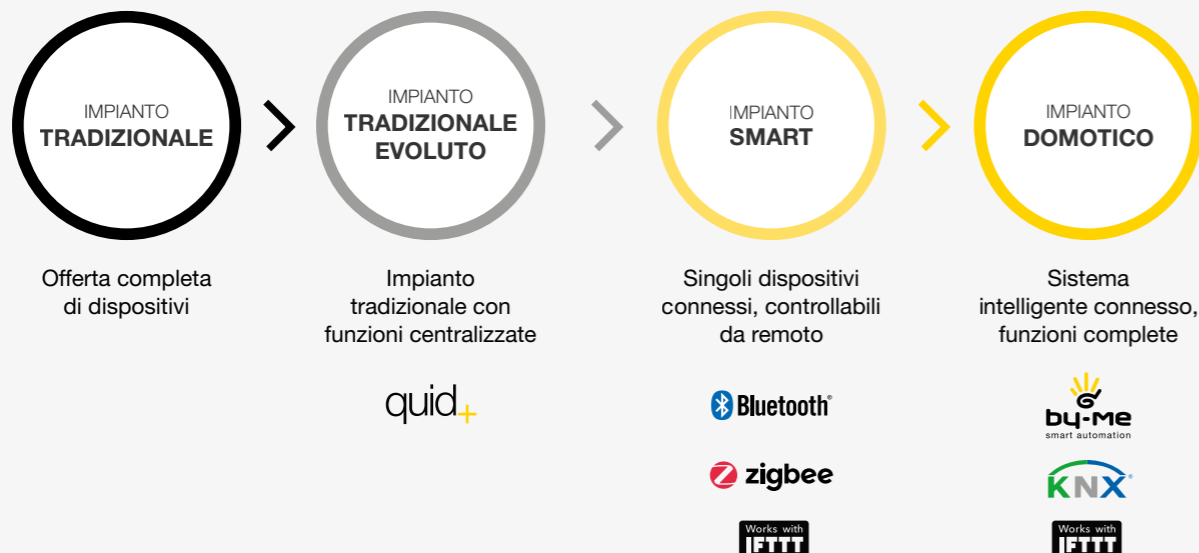 IMPIANTO
TRADIZIONALE
IMPIANTO
TRADIZIONALE
EVOLUTO
IMPIANTO
SMART
IMPIANTO
DOMOTICO
Offerta completa
di dispositivi
Impianto
tradizionale con
funzioni centralizzate
quid+
Singoli dispositivi
connessi, controllabili
da remoto
Bluetooth®
zigbee
Works with
IFTTT
Sistema
intelligente connesso,
funzioni complete
by-me
smart automation
KNX®
Works with
IFTTT